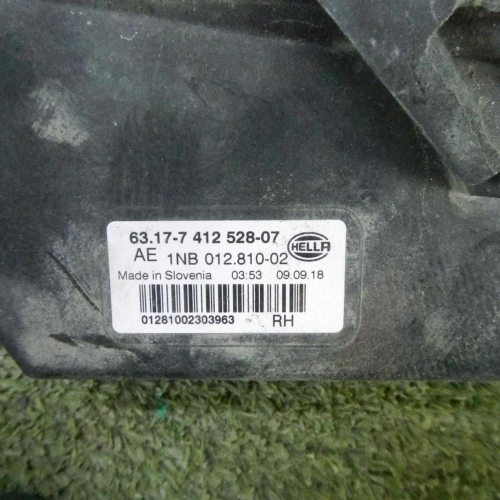 63.17-7 412 528-07
AE 1NB 012.810-02
HELLA
Made in Slovenia 03:53 09.09.18
01281002303963 RH